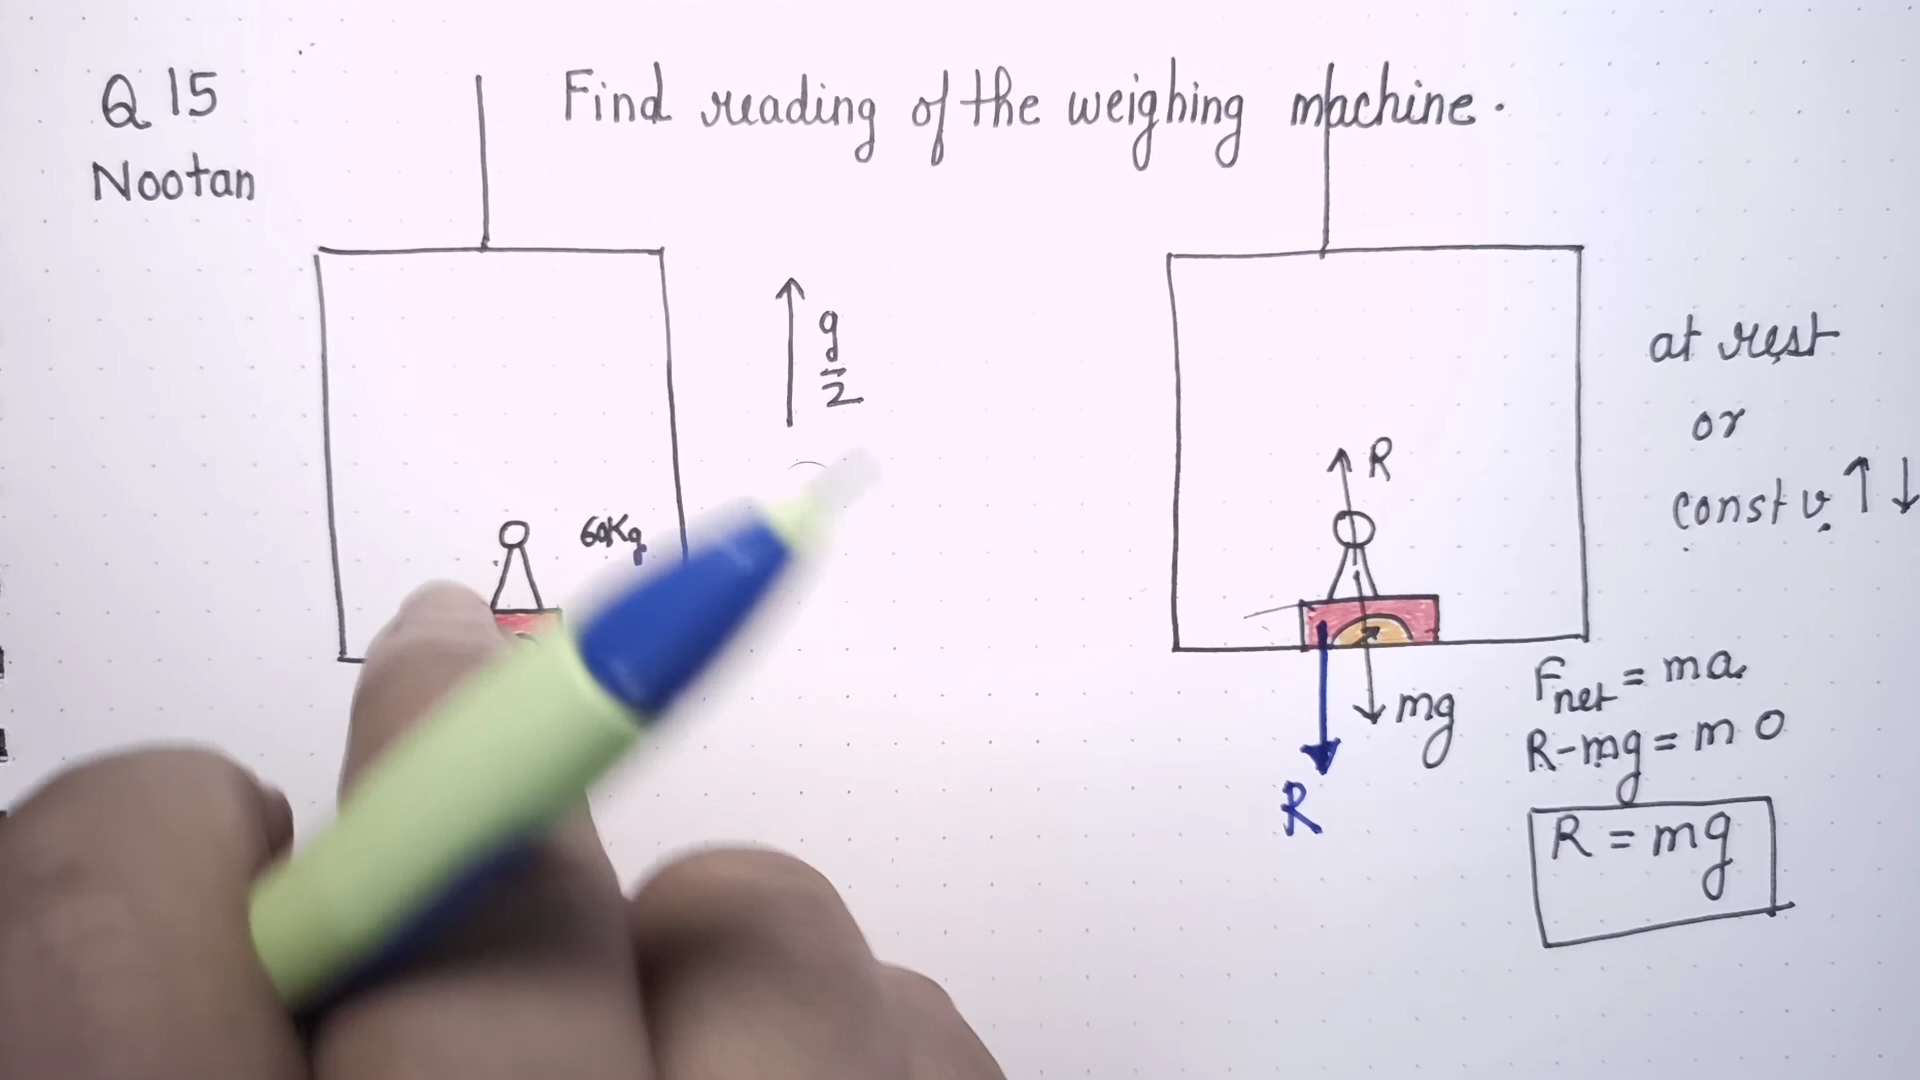 Q 15
Nootan
Find reading of the weighing machine.
g
2
60Kg
R
mg
R
at rest
or
const v. ↑ ↓
Fnet = ma
R-mg = m 0
R = mg